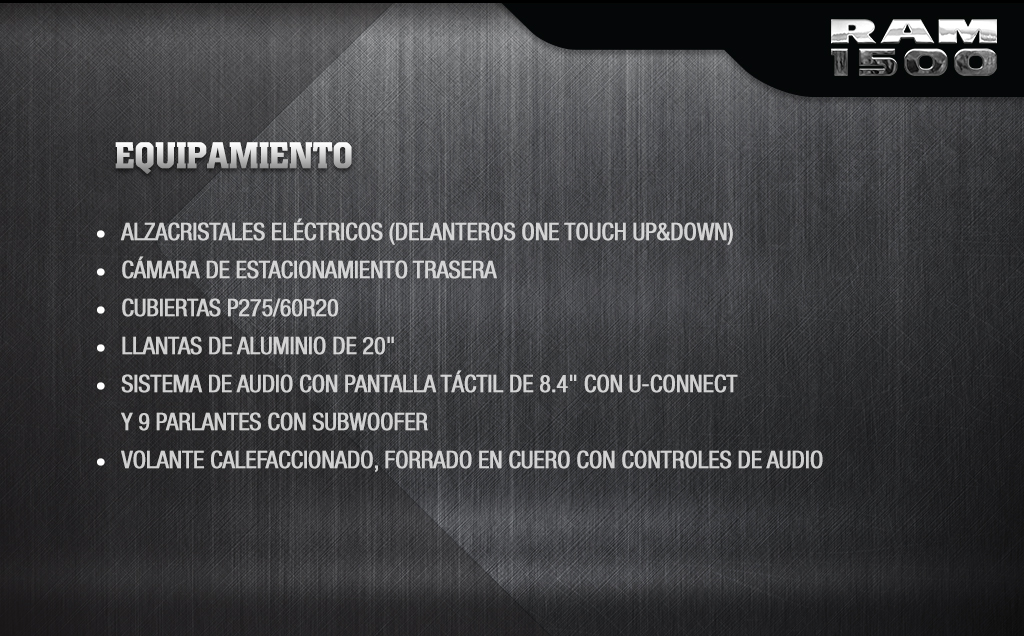 RAM
1500
EQUIPAMIENTO
• ALZACRISTALES ELÉCTRICOS (DELANTEROS ONE TOUCH UP&DOWN)
• CÁMARA DE ESTACIONAMIENTO TRASERA
• CUBIERTAS P275/60R20
• LLANTAS DE ALUMINIO DE 20"
• SISTEMA DE AUDIO CON PANTALLA TÁCTIL DE 8.4" CON U-CONNECT
Y 9 PARLANTES CON SUBWOOFER
• VOLANTE CALEFACCIONADO, FORRADO EN CUERO CON CONTROLES DE AUDIO